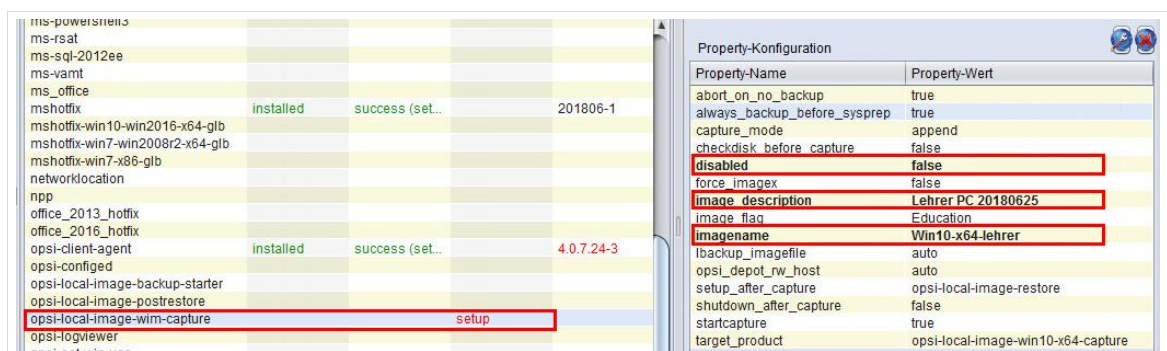 ms-powershell3
ms-rsat
ms-sql-2012ee
ms-vamt
ms_office
mshotfix installed success (set... 201806-1
mshotfix-win10-win2016-x64-glb
mshotfix-win7-win2008r2-x64-glb
mshotfix-win7-x86-glb
networklocation
npp
office_2013_hotfix
office_2016_hotfix
opsi-client-agent installed success (set... 4.0.7.24-3
opsi-configed
opsi-local-image-backup-starter
opsi-local-image-postrestore
opsi-local-image-wim-capture setup
opsi-logviewer
Property-Konfiguration
Property-Name Property-Wert
abort_on_no_backup true
always_backup_before_sysprep true
capture_mode append
checkdisk_before_capture false
disabled false
force_imagex false
image_description Lehrer PC 20180625
image_flag Education
imagename Win10-x64-lehrer
lbackup_imagefile auto
opsi_depot_rw_host auto
setup_after_capture opsi-local-image-restore
shutdown_after_capture false
startcapture true
target_product opsi-local-image-win10-x64-capture